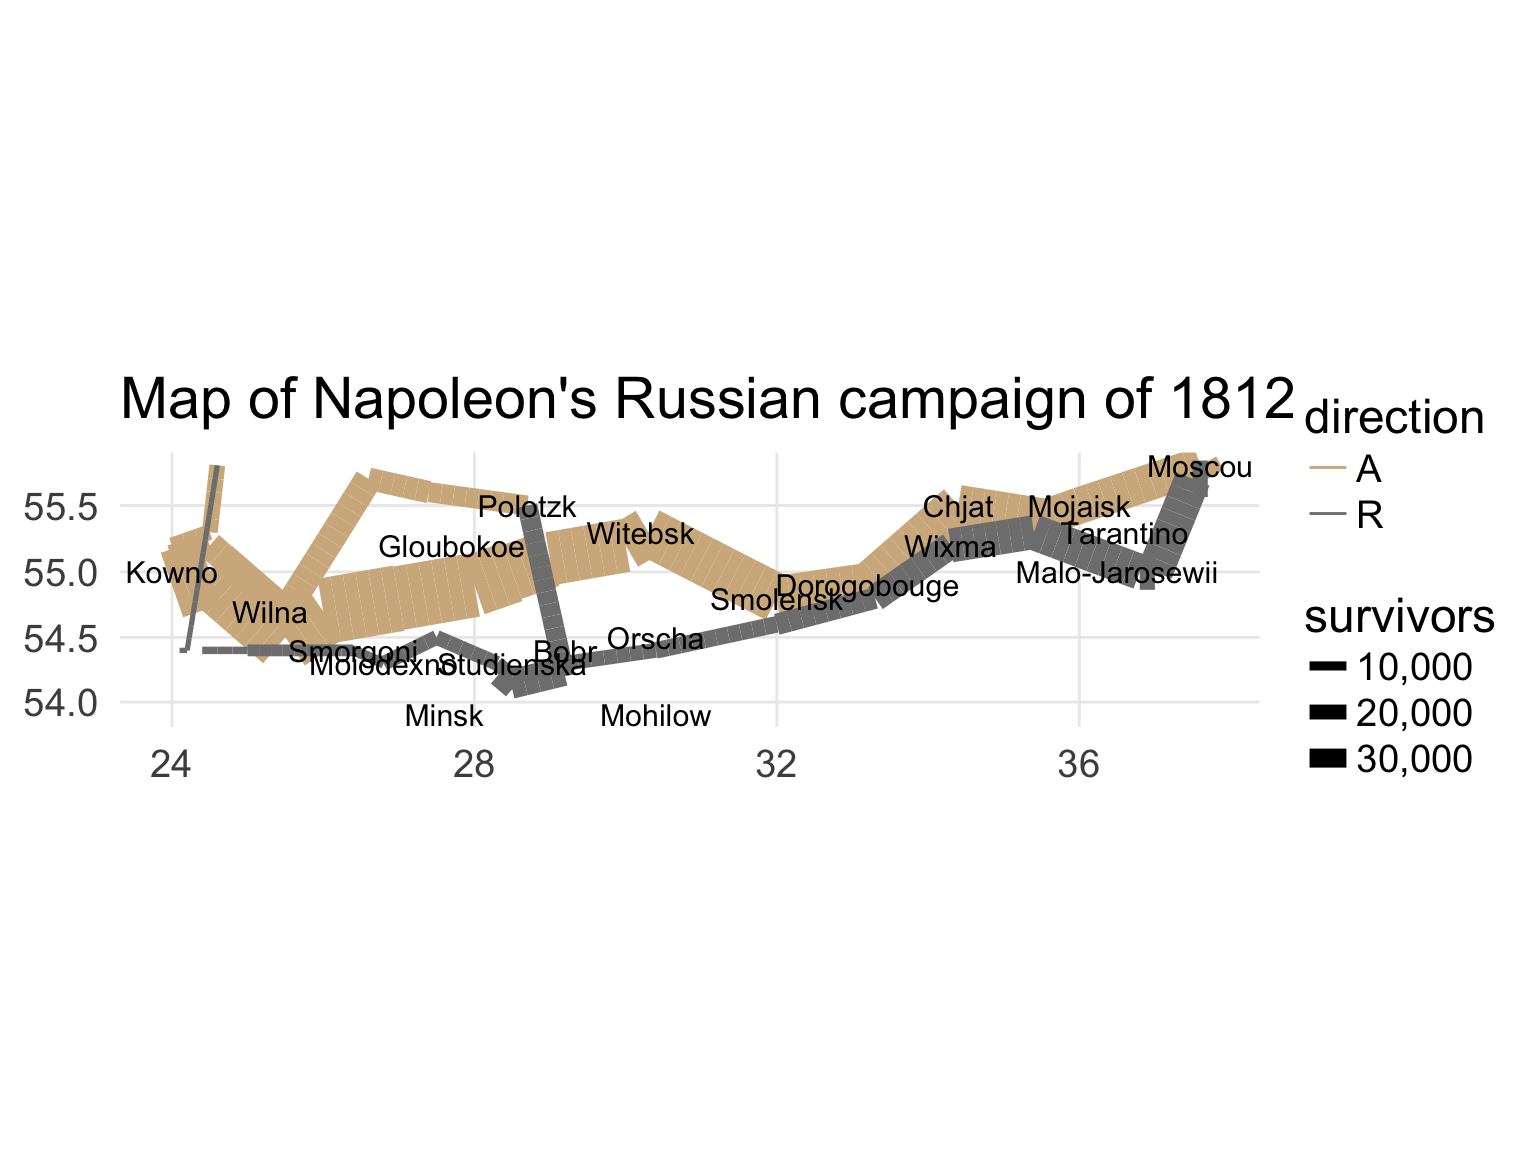 Map of Napoleon's Russian campaign of 1812
direction
A
R
survivors
10,000
20,000
30,000
55.5
55.0
54.5
54.0
24
28
32
36
Moscou
Polotzk
Chjat
Mojaisk
Witebsk
Tarantino
Gloubokoe
Wixma
Kowno
Malo-Jarosewii
Dorogobouge
Smolensk
Wilna
Orscha
Smorgoni
Bobr
Molodexno
Studienska
Minsk
Mohilow